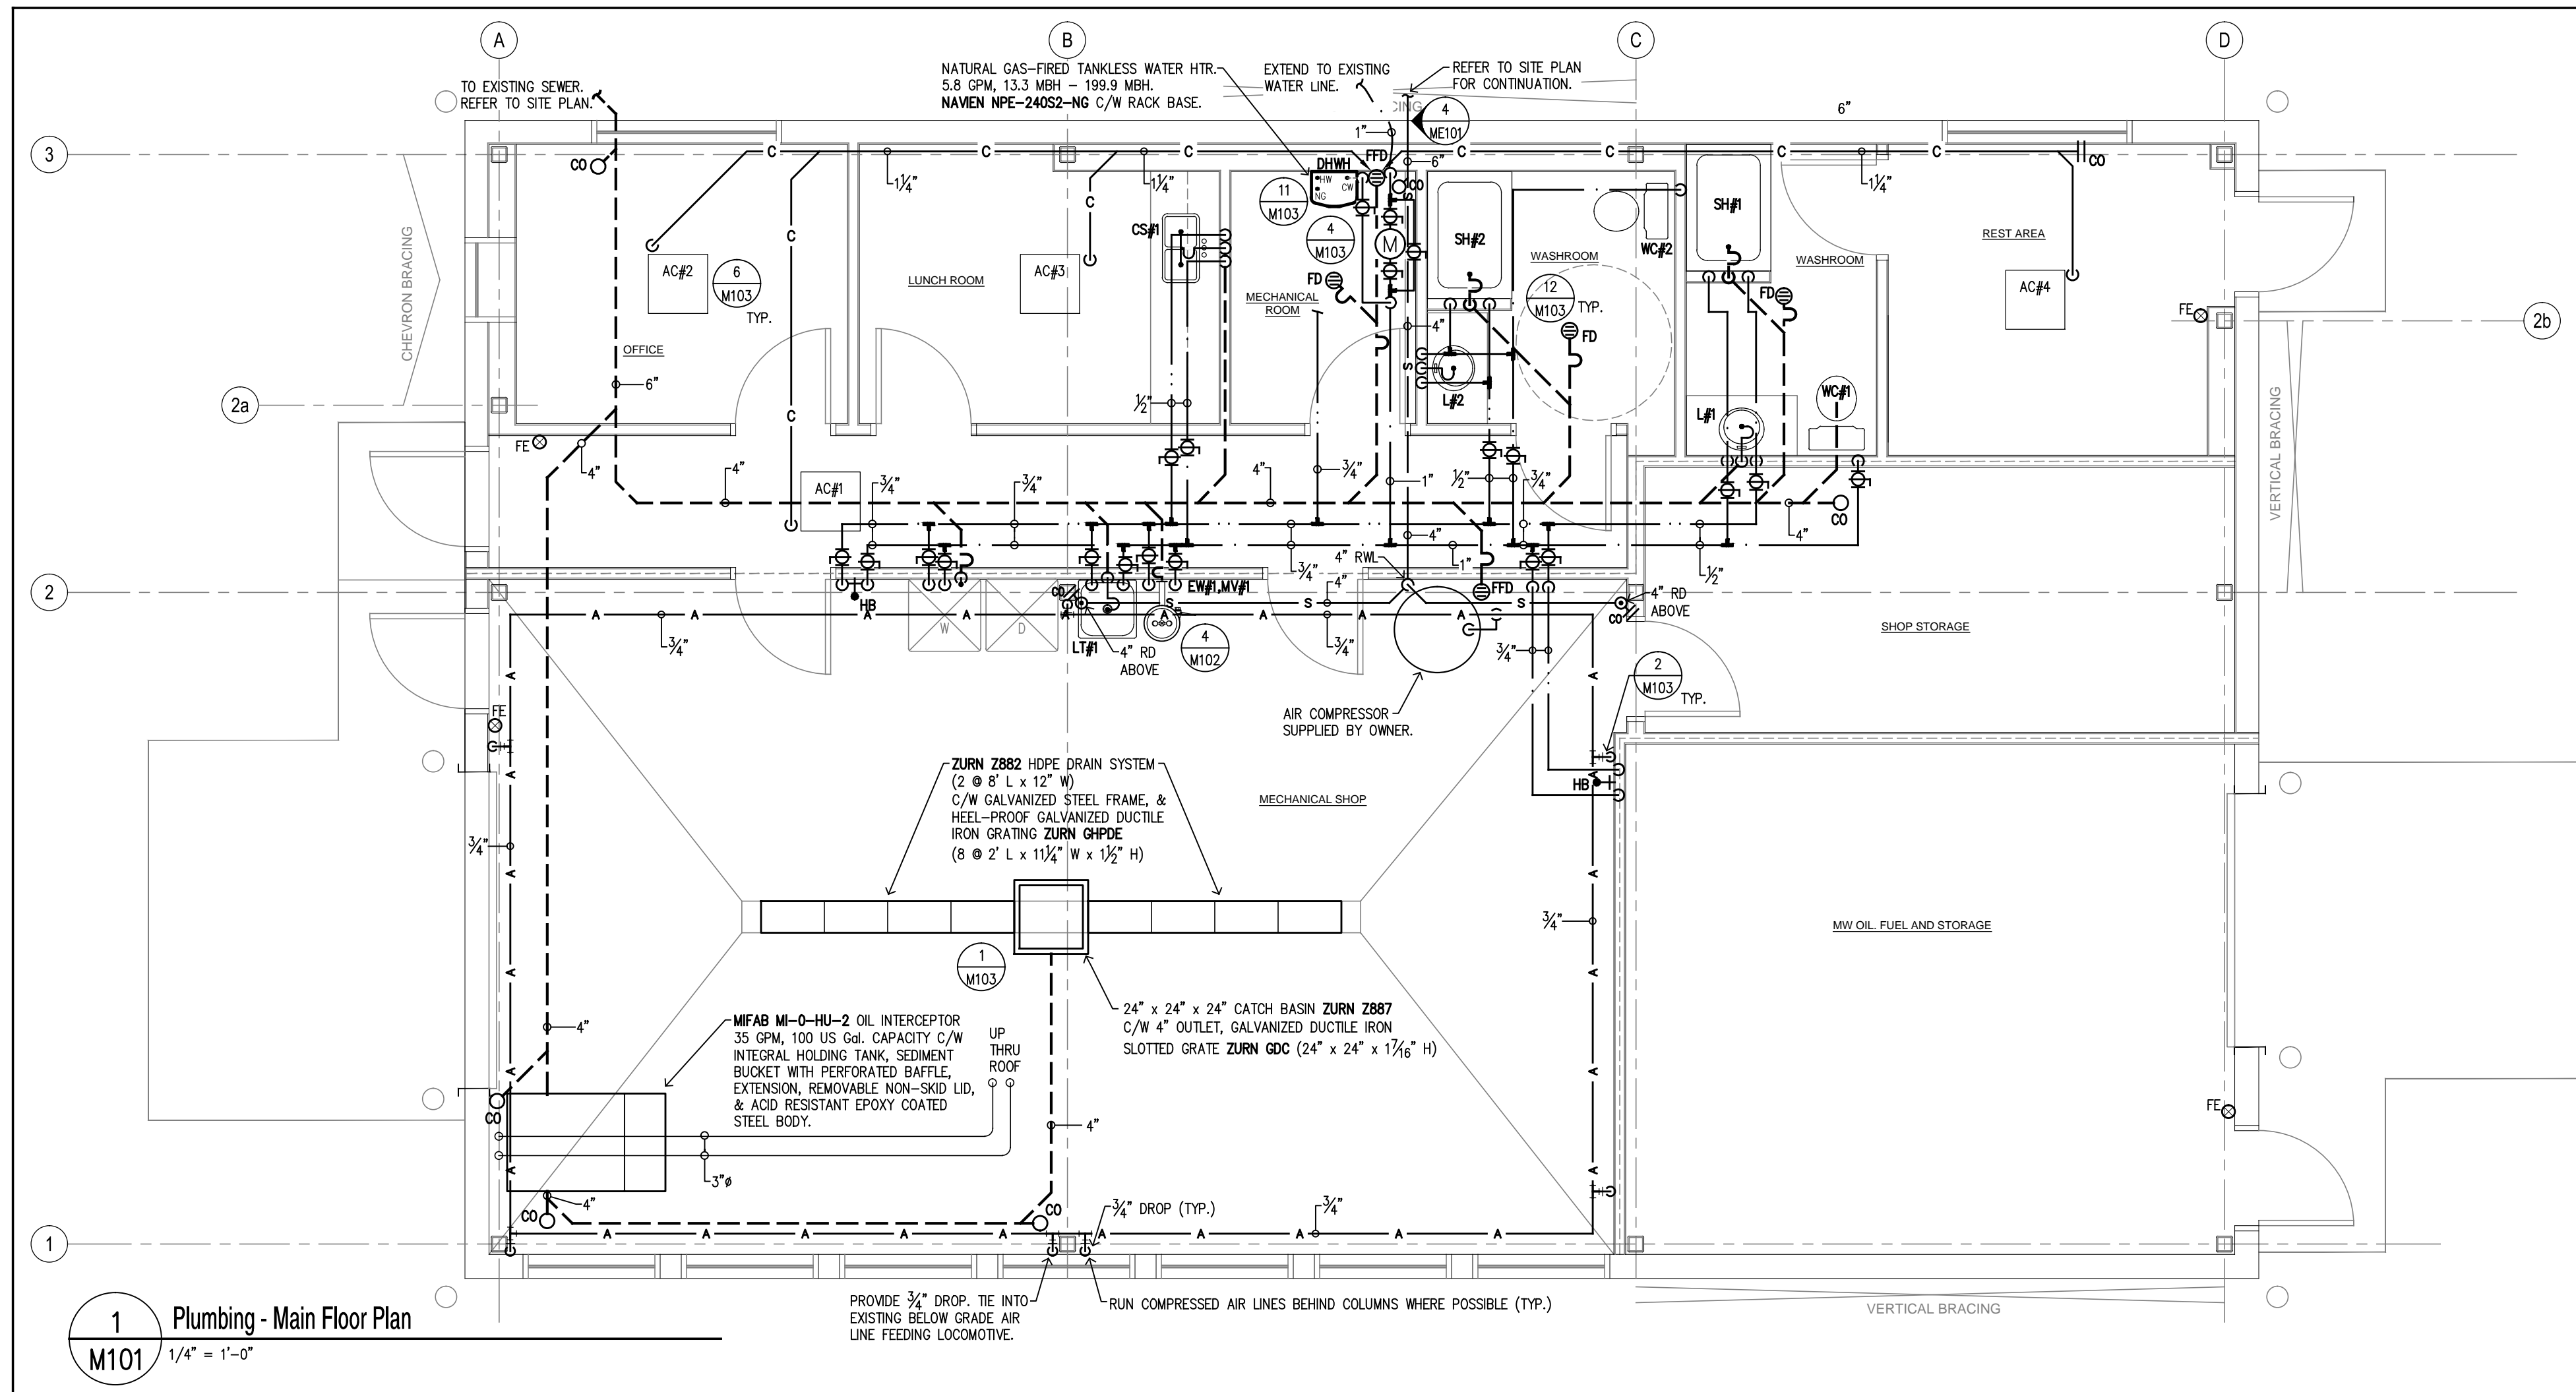 A
B
C
D
TO EXISTING SEWER.
REFER TO SITE PLAN.
NATURAL GAS–FIRED TANKLESS WATER HTR.
5.8 GPM, 13.3 MBH – 199.9 MBH.
NAVIEN NPE–240S2–NG C/W RACK BASE.
EXTEND TO EXISTING
WATER LINE.
REFER TO SITE PLAN
FOR CONTINUATION.
CING
4
ME101
6"
1"
3
CO
C
C
C
FFD
C
C
C
C
CO
1¼"
1¼"
DHWH
HW
CW
NG
6"
CO
S
1¼"
11
M103
4
M103
M
C
C
CS#1
SH#2
WC#2
SH#1
WASHROOM
WASHROOM
REST AREA
AC#2
6
M103
TYP.
LUNCH ROOM
AC#3
MECHANICAL
ROOM
FD
12
M103
TYP.
FD
FD
AC#4
FE
2b
CHEVRON BRACING
OFFICE
4"
S
6"
2a
C
½"
L#2
L#1
WC#1
VERTICAL BRACING
VERTICAL BRACING
FE
4"
4"
AC#1
¾"
¾"
4"
¾"
1"
½"
¾"
4"
CO
4"
4" RWL
¾"
1"
½"
2
HB
W
D
CO
EW#1,MV#1
4"
S
S
S
FFD
4" RD
ABOVE
CO
A
A
A
A
A
A
A
A
A
¾"
LT#1
4" RD
ABOVE
4
M102
¾"
¾"
SHOP STORAGE
2
M103
TYP.
A
A
FE
AIR COMPRESSOR
SUPPLIED BY OWNER.
ZURN Z882 HDPE DRAIN SYSTEM
(2 @ 8' L x 12" W)
C/W GALVANIZED STEEL FRAME, &
HEEL–PROOF GALVANIZED DUCTILE
IRON GRATING ZURN GHPDE
(8 @ 2' L x 11¼" W x 1½" H)
A
A
HB
MECHANICAL SHOP
¾"
A
A
¾"
MW OIL. FUEL AND STORAGE
1
M103
A
A
24" x 24" x 24" CATCH BASIN ZURN Z887
C/W 4" OUTLET, GALVANIZED DUCTILE IRON
SLOTTED GRATE ZURN GDC (24" x 24" x 1⁷⁄₁₆" H)
MIFAB MI–O–HU–2 OIL INTERCEPTOR
35 GPM, 100 US Gal. CAPACITY C/W
INTEGRAL HOLDING TANK, SEDIMENT
BUCKET WITH PERFORATED BAFFLE,
EXTENSION, REMOVABLE NON–SKID LID,
& ACID RESISTANT EPOXY COATED
STEEL BODY.
UP
THRU
ROOF
4"
A
A
CO
4"
FE
A
A
3"ø
4"
CO
CO
¾" DROP (TYP.)
¾"
1
A
A
A
A
A
A
A
A
A
A
PROVIDE ¾" DROP. TIE INTO
EXISTING BELOW GRADE AIR
LINE FEEDING LOCOMOTIVE.
RUN COMPRESSED AIR LINES BEHIND COLUMNS WHERE POSSIBLE (TYP.)
VERTICAL BRACING
1
M101
Plumbing - Main Floor Plan
1/4" = 1'-0"